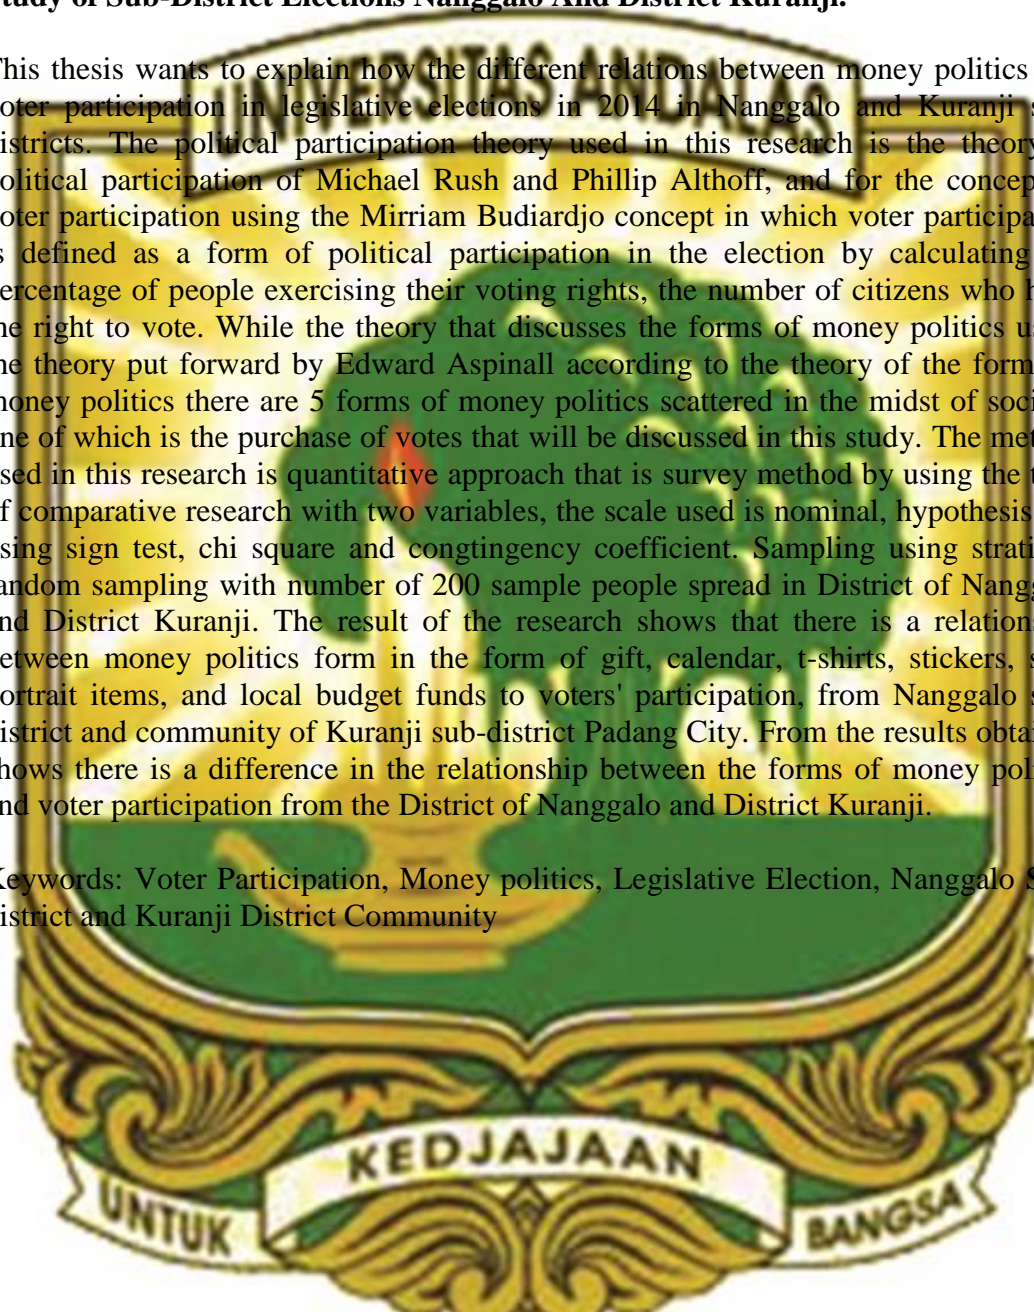 Study of Sub-District Elections Nanggalo And District Kuranji.
UNIVERSITAS ANDALAS
This thesis wants to explain how the different relations between money politics
voter participation in legislative elections in 2014 in Nanggalo and Kuranji s
istricts. The political participation theory used in this research is the theory
olitical participation of Michael Rush and Phillip Althoff, and for the concep
voter participation using the Mirriam Budiardjo concept in which voter participa
s defined as a form of political participation in the election by calculating
ercentage of people exercising their voting rights, the number of citizens who h
he right to vote. While the theory that discusses the forms of money politics u
he theory put forward by Edward Aspinall according to the theory of the form
money politics there are 5 forms of money politics scattered in the midst of soci
ne of which is the purchase of votes that will be discussed in this study. The met
sed in this research is quantitative approach that is survey method by using the t
f comparative research with two variables, the scale used is nominal, hypothesis
sing sign test, chi square and congtingency coefficient. Sampling using strati
andom sampling with number of 200 sample people spread in District of Nangg
nd District Kuranji. The result of the research shows that there is a relations
between money politics form in the form of gift, calendar, t-shirts, stickers, s
ortrait items, and local budget funds to voters' participation, from Nanggalo s
istrict and community of Kuranji sub-district Padang City. From the results obta
hows there is a difference in the relationship between the forms of money poli
nd voter participation from the District of Nanggalo and District Kuranji.
Keywords: Voter Participation, Money politics, Legislative Election, Nanggalo S
istrict and Kuranji District Community
UNTUK KEDJAJAAN BANGSA